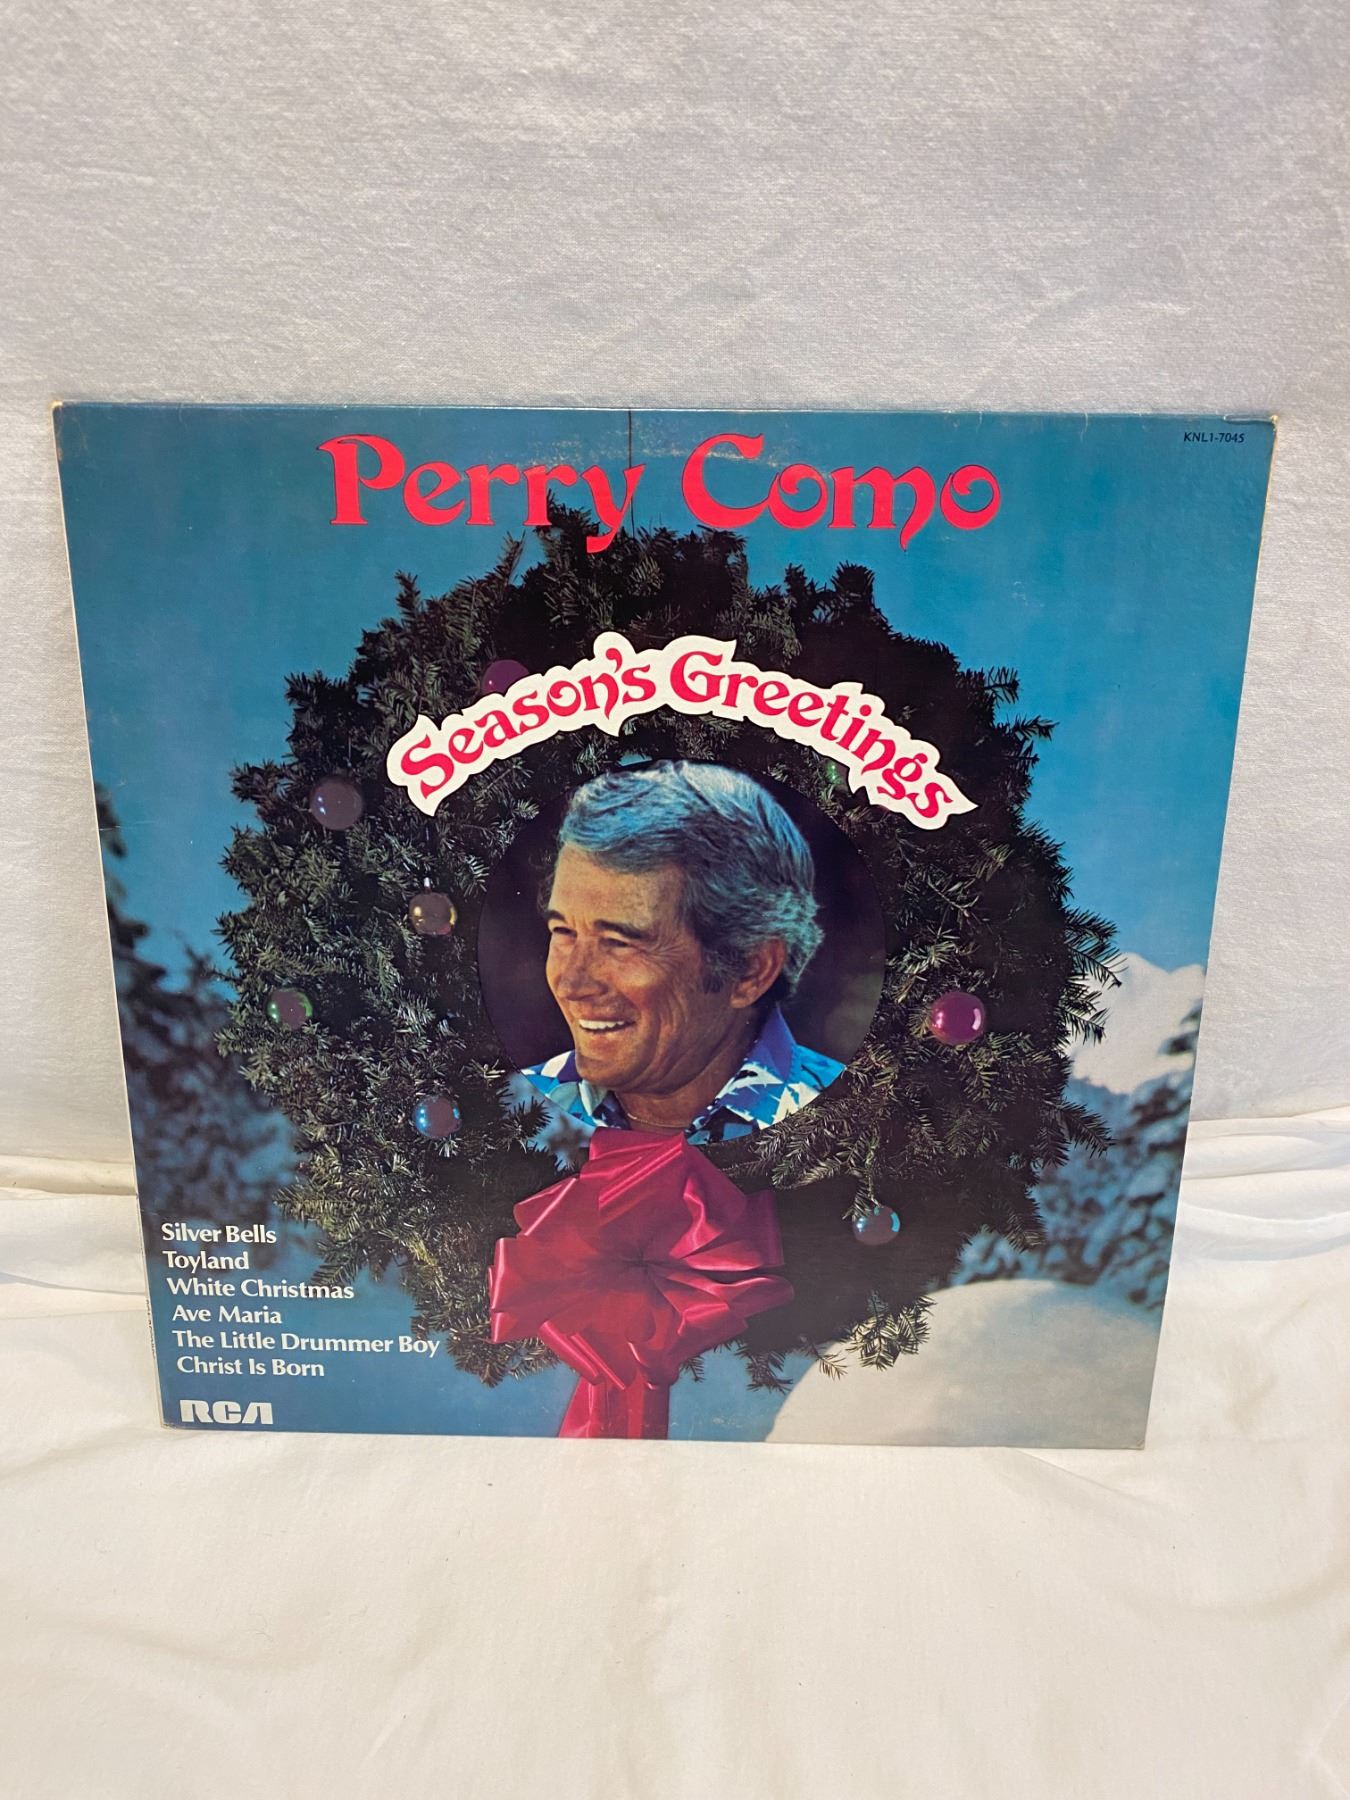 KNL1-7045
Perry Como
Season's Greetings
Silver Bells
Toyland
White Christmas
Ave Maria
The Little Drummer Boy
Christ Is Born
RCA